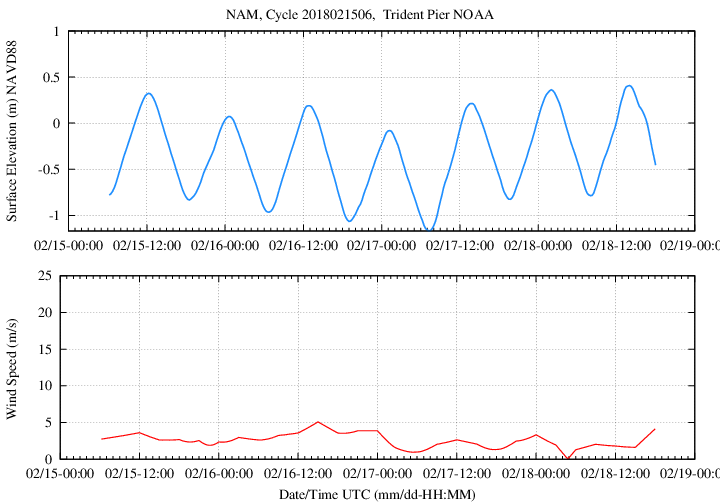 NAM, Cycle 2018021506,  Trident Pier NOAA
Surface Elevation (m) NAVD88
1
0.5
0
-0.5
-1
02/15-00:00 02/15-12:00 02/16-00:00 02/16-12:00 02/17-00:00 02/17-12:00 02/18-00:00 02/18-12:00 02/19-0
Wind Speed (m/s)
25
20
15
10
5
0
02/15-00:00 02/15-12:00 02/16-00:00 02/16-12:00 02/17-00:00 02/17-12:00 02/18-00:00 02/18-12:00 02/19-0
Date/Time UTC (mm/dd-HH:MM)